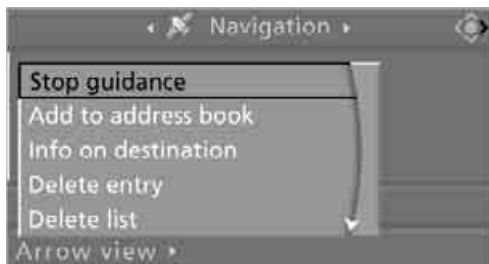 Navigation
Stop guidance
Add to address book
Info on destination
Delete entry
Delete list
Arrow view